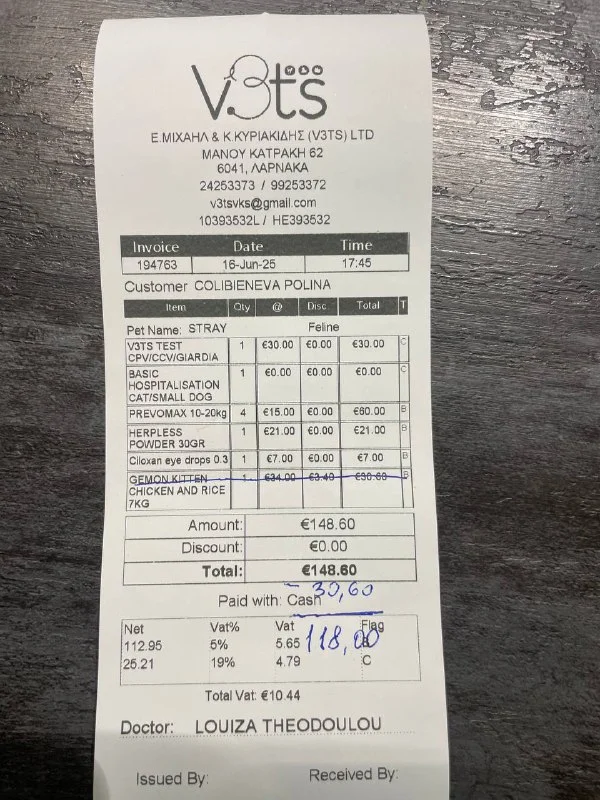 V3ts
Ε.ΜΙΧΑΗΛ & Κ.ΚΥΡΙΑΚΙΔΗΣ (V3TS) LTD
ΜΑΝΟΥ ΚΑΤΡΑΚΗ 62
6041, ΛΑΡΝΑΚΑ
24253373 / 99253372
v3tsvks@gmail.com
10393532L / HE393532
Invoice Date Time
194763 16-Jun-25 17:45
Customer COLIBIENEVA POLINA
Item Qty @ Disc Total T
Pet Name: STRAY Feline
V3TS TEST 1 €30.00 €0.00 €30.00 C
CPV/CCV/GIARDIA
BASIC 1 €0.00 €0.00 €0.00 C
HOSPITALISATION
CAT/SMALL DOG
PREVOMAX 10-20kg 4 €15.00 €0.00 €60.00 B
HERPLESS 1 €21.00 €0.00 €21.00 B
POWDER 30GR
Ciloxan eye drops 0.3 1 €7.00 €0.00 €7.00 B
GEMON KITTEN 1 €34.00 €3.40 €30.60 B
CHICKEN AND RICE
7KG
Amount: €148.60
Discount: €0.00
Total: €148.60
- 30,60
Paid with: Cash
118,00
Net Vat% Vat Flag
112.95 5% 5.65 B
25.21 19% 4.79 C
Total Vat: €10.44
Doctor: LOUIZA THEODOULOU
Issued By: Received By: